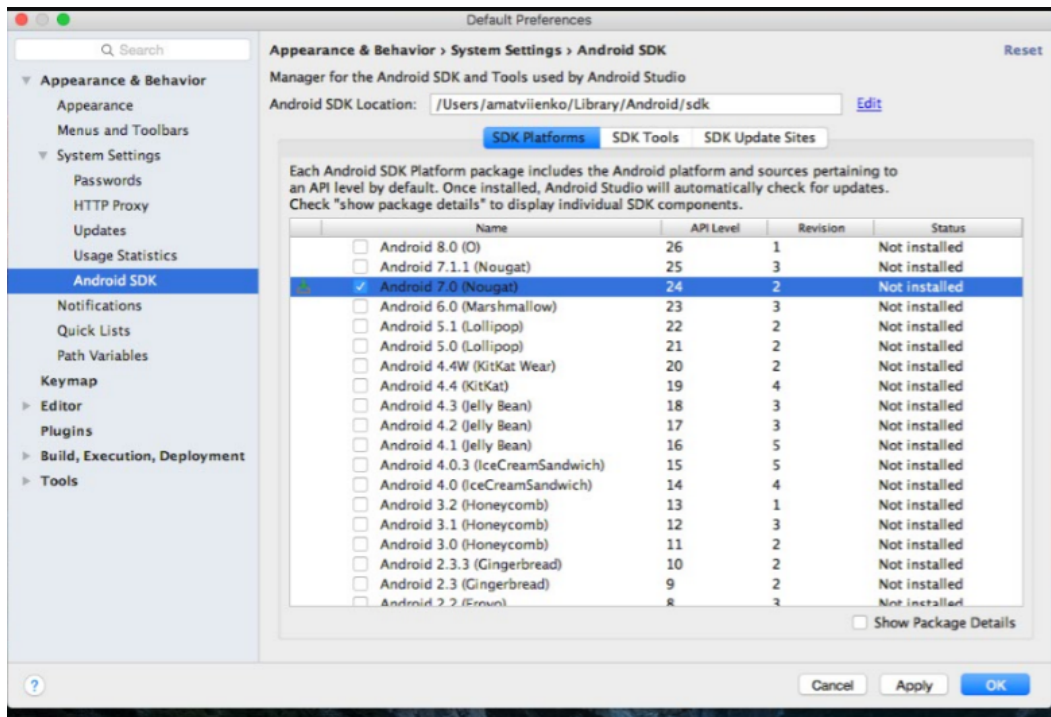 Default Preferences
Search
Appearance & Behavior
Appearance
Menus and Toolbars
System Settings
Passwords
HTTP Proxy
Updates
Usage Statistics
Android SDK
Notifications
Quick Lists
Path Variables
Keymap
Editor
Plugins
Build, Execution, Deployment
Tools
Appearance & Behavior › System Settings › Android SDK
Reset
Manager for the Android SDK and Tools used by Android Studio
Android SDK Location: /Users/amatviienko/Library/Android/sdk Edit
SDK Platforms SDK Tools SDK Update Sites
Each Android SDK Platform package includes the Android platform and sources pertaining to
an API level by default. Once installed, Android Studio will automatically check for updates.
Check "show package details" to display individual SDK components.
Name API Level Revision Status
Android 8.0 (O) 26 1 Not installed
Android 7.1.1 (Nougat) 25 3 Not installed
Android 7.0 (Nougat) 24 2 Not installed
Android 6.0 (Marshmallow) 23 3 Not installed
Android 5.1 (Lollipop) 22 2 Not installed
Android 5.0 (Lollipop) 21 2 Not installed
Android 4.4W (KitKat Wear) 20 2 Not installed
Android 4.4 (KitKat) 19 4 Not installed
Android 4.3 (Jelly Bean) 18 3 Not installed
Android 4.2 (Jelly Bean) 17 3 Not installed
Android 4.1 (Jelly Bean) 16 5 Not installed
Android 4.0.3 (IceCreamSandwich) 15 5 Not installed
Android 4.0 (IceCreamSandwich) 14 4 Not installed
Android 3.2 (Honeycomb) 13 1 Not installed
Android 3.1 (Honeycomb) 12 3 Not installed
Android 3.0 (Honeycomb) 11 2 Not installed
Android 2.3.3 (Gingerbread) 10 2 Not installed
Android 2.3 (Gingerbread) 9 2 Not installed
Android 2.2 (Froyo) 8 3 Not installed
Show Package Details
? Cancel Apply OK